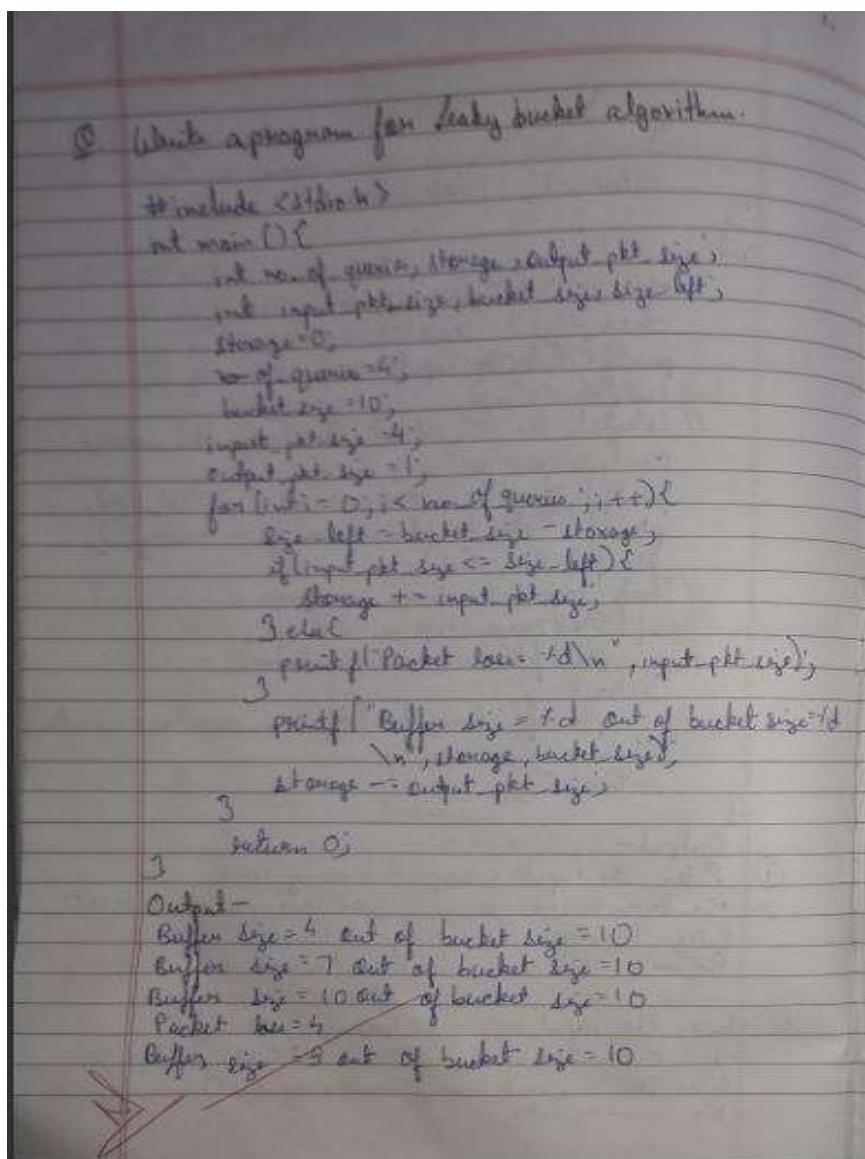 Q Write a program for Leaky bucket algorithm.
#include <stdio.h>
int main () {
int no_of_queries, storage, output_pkt_size;
int input_pkt_size, bucket_size, size_left;
storage=0;
no_of_queries=4;
bucket_size=10;
input_pkt_size=4;
output_pkt_size=1;
for(int i=0; i< no_of_queries; i++){
size_left=bucket_size-storage;
if(input_pkt_size <= size_left){
storage += input_pkt_size;
} else{
printf("Packet loss= %d\n", input_pkt_size);
}
printf("Buffer size = %d out of bucket size=%d
\n", storage, bucket_size);
storage -= output_pkt_size;
}
return 0;
}
Output-
Buffer size=4 out of bucket size=10
Buffer size=7 out of bucket size=10
Buffer size=10 out of bucket size=10
Packet loss=4
Buffer size=9 out of bucket size=10